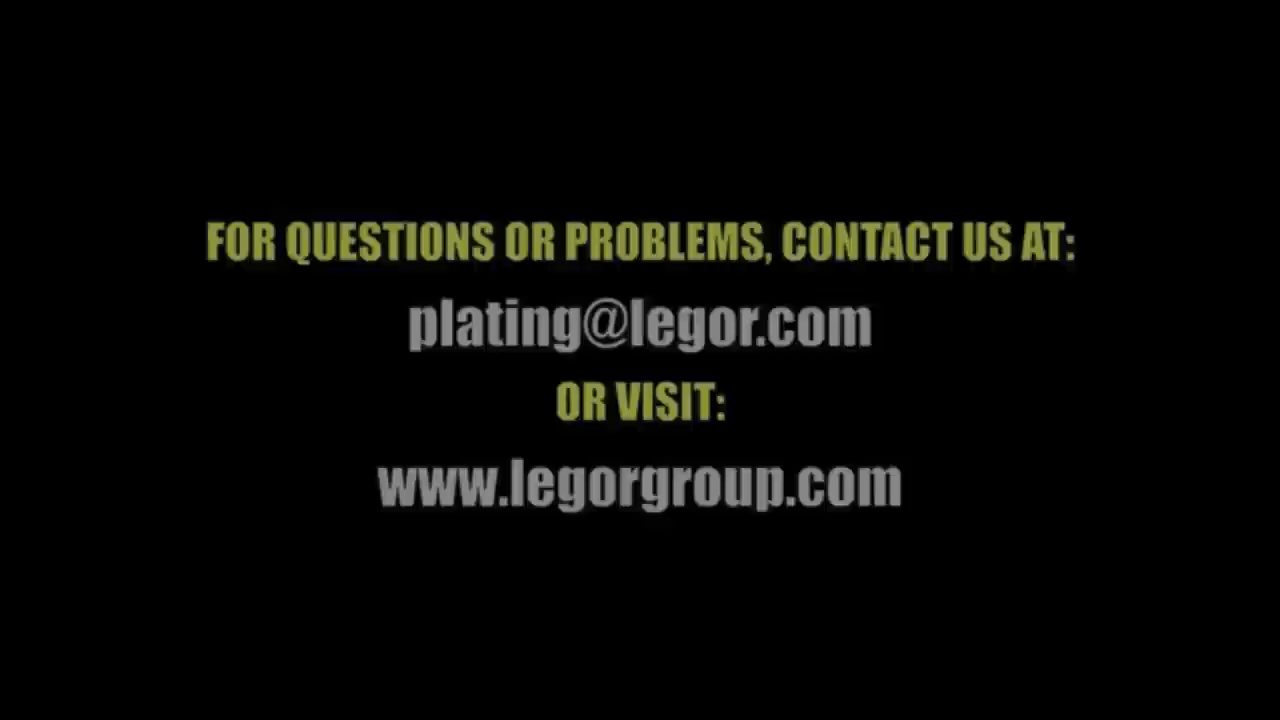 FOR QUESTIONS OR PROBLEMS, CONTACT US AT:
plating@legor.com
OR VISIT:
www.legorgroup.com